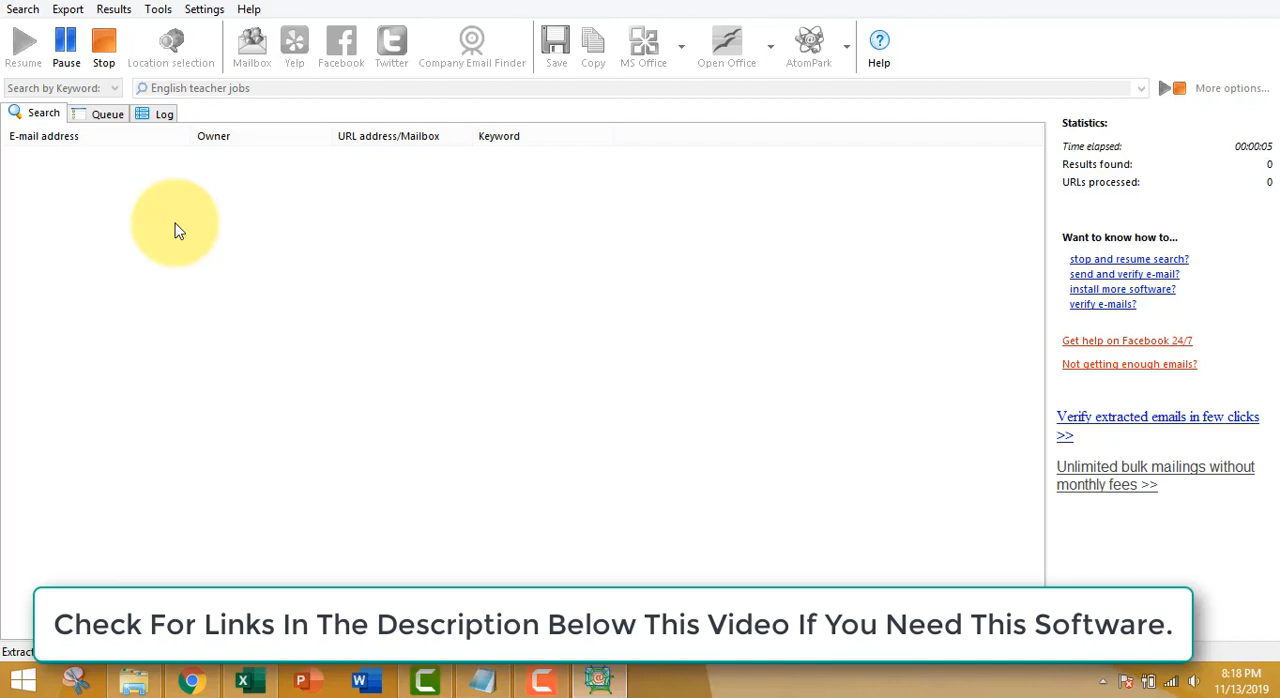 Search Export Results Tools Settings Help
Resume Pause Stop Location selection Mailbox Yelp Facebook Twitter Company Email Finder Save Copy MS Office Open Office AtomPark Help
Search by Keyword: English teacher jobs More options...
Search Queue Log
E-mail address Owner URL address/Mailbox Keyword
Statistics:
Time elapsed: 00:00:05
Results found: 0
URLs processed: 0
Want to know how to...
stop and resume search?
send and verify e-mail?
install more software?
verify e-mails?
Get help on Facebook 24/7
Not getting enough emails?
Verify extracted emails in few clicks
>>
Unlimited bulk mailings without
monthly fees >>
Check For Links In The Description Below This Video If You Need This Software.
Extract
8:18 PM
11/13/2019